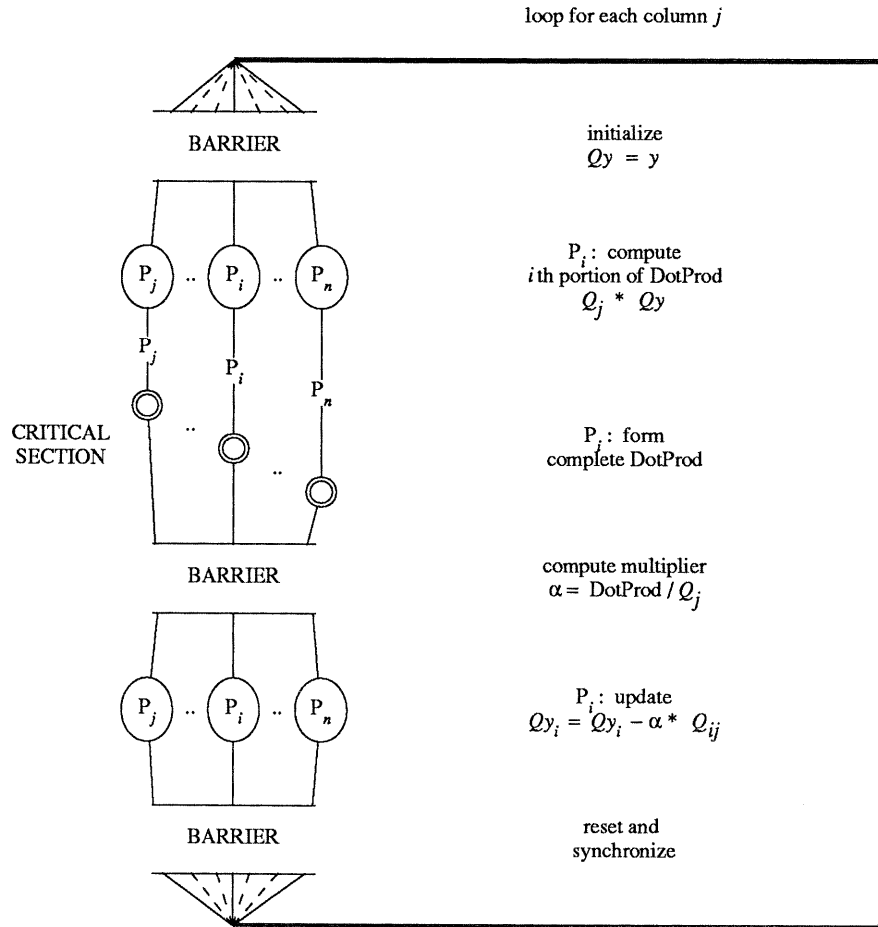 loop for each column j
BARRIER
initialize
Qy = y
P_j .. P_i .. P_n
P_i : compute
i th portion of DotProd
Q_j * Qy
P_j
P_i
P_n
CRITICAL
SECTION
..
..
P_i : form
complete DotProd
BARRIER
compute multiplier
α = DotProd / Q_j
P_j .. P_i .. P_n
P_i : update
Qy_i = Qy_i − α * Q_ij
BARRIER
reset and
synchronize